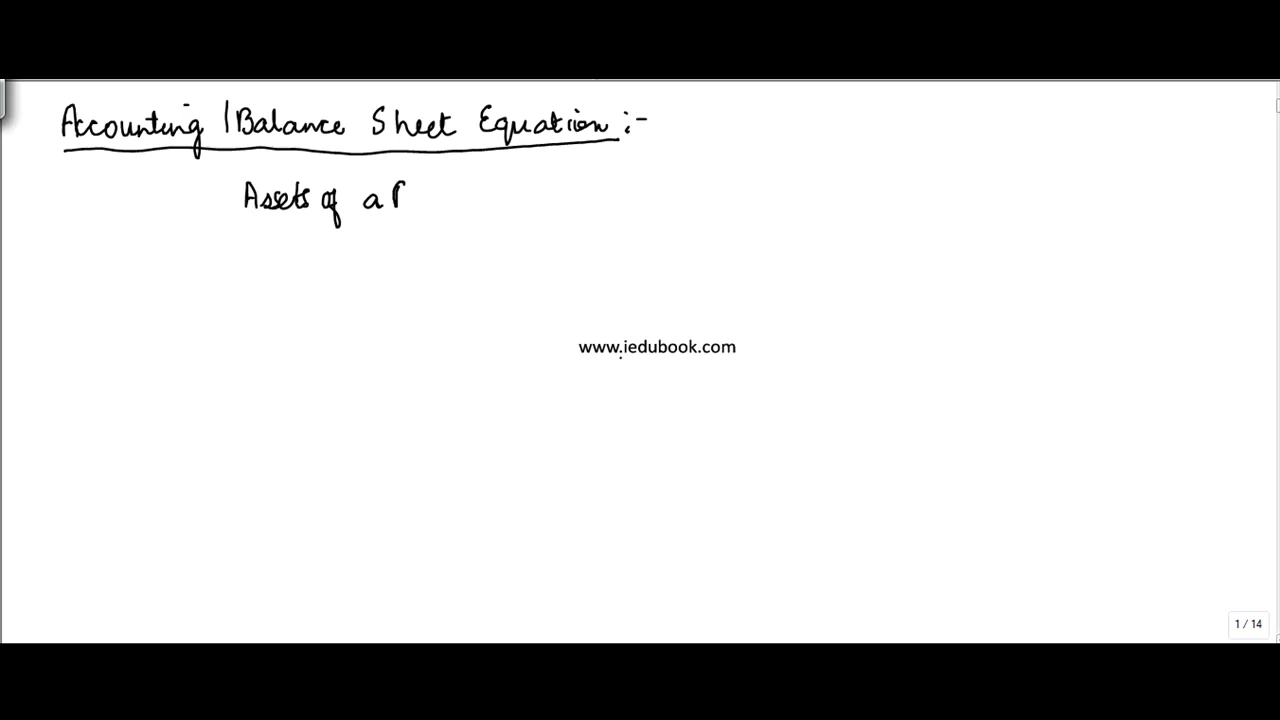 Accounting | Balance Sheet Equation :-
Assets of a
www.iedubook.com
1 / 14